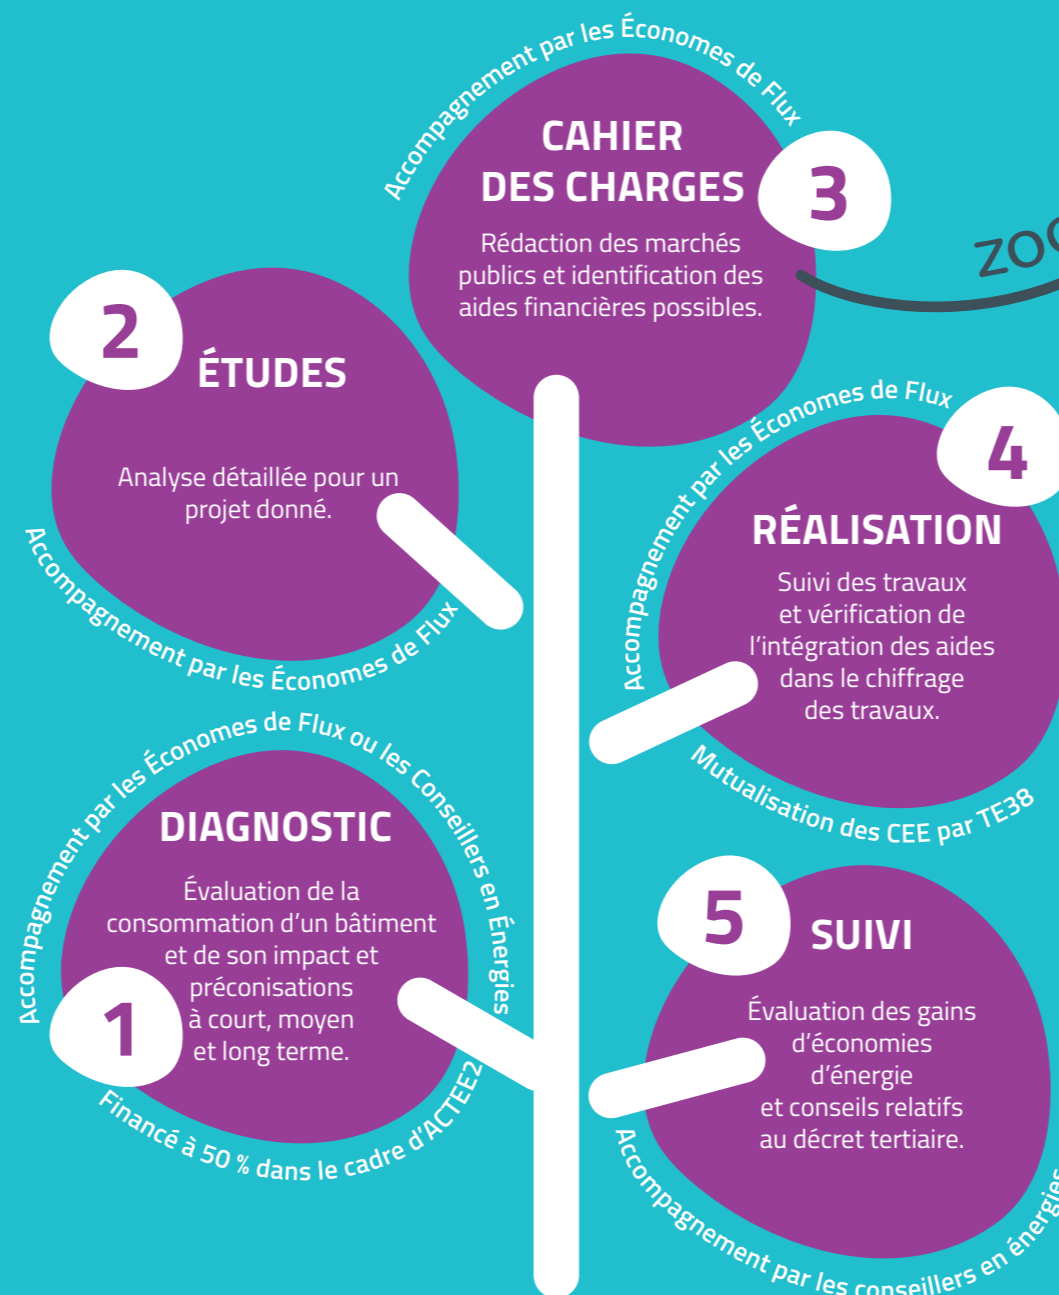 Accompagnement par les Économes de Flux ou les Conseillers en Énergies
DIAGNOSTIC
Évaluation de la
consommation d'un bâtiment
et de son impact et
préconisations
à court, moyen
et long terme.
1
Financé à 50 % dans le cadre d'ACTEE2
2
ÉTUDES
Analyse détaillée pour un
projet donné.
Accompagnement par les Économes de Flux
Accompagnement par les Économes de Flux
CAHIER
DES CHARGES
3
Rédaction des marchés
publics et identification des
aides financières possibles.
Accompagnement par les Économes de Flux
4
RÉALISATION
Suivi des travaux
et vérification de
l'intégration des aides
dans le chiffrage
des travaux.
Mutualisation des CEE par TE38
5
SUIVI
Évaluation des gains
d'économies
d'énergie
et conseils relatifs
au décret tertiaire.
Accompagnement par les conseillers en énergies